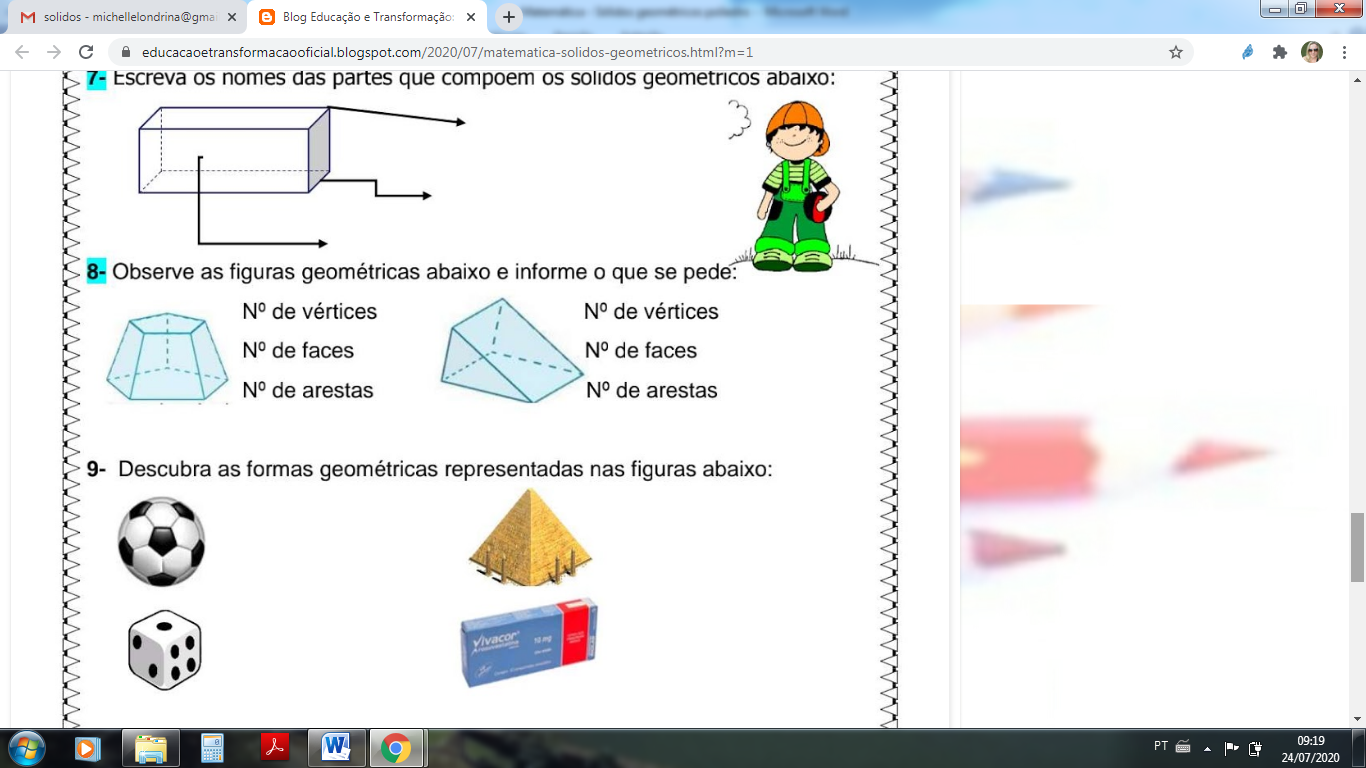 solidos - michellelondrina@gmai
Blog Educação e Transformação:
educacaoetransformacaooficial.blogspot.com/2020/07/matematica-solidos-geometricos.html?m=1
7- Escreva os nomes das partes que compõem os sólidos geométricos abaixo:
8- Observe as figuras geométricas abaixo e informe o que se pede:
Nº de vértices
Nº de faces
Nº de arestas
Nº de vértices
Nº de faces
Nº de arestas
9- Descubra as formas geométricas representadas nas figuras abaixo:
Vivacor
10 mg
PT
09:19
24/07/2020